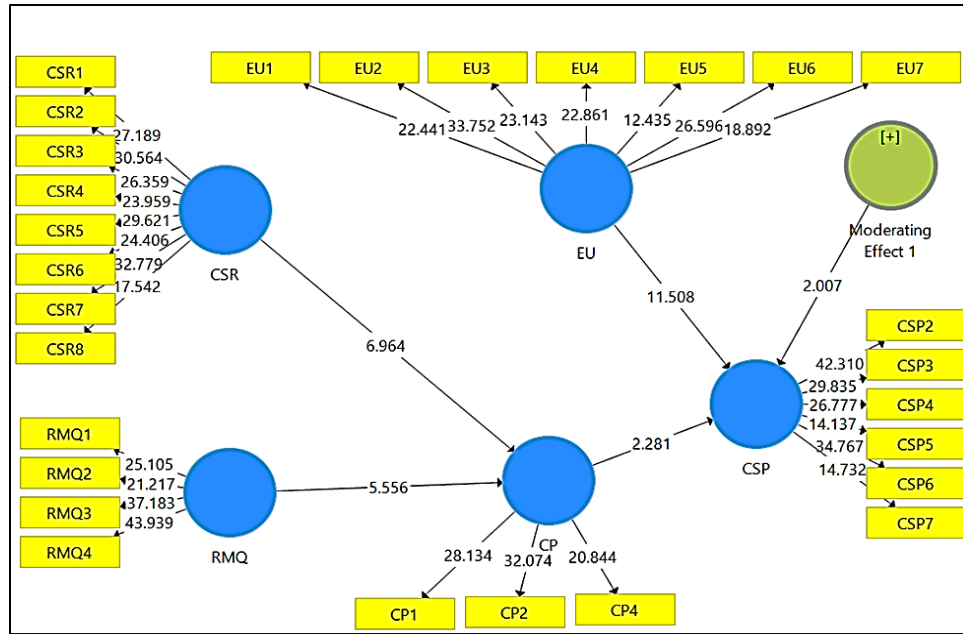 CSR1
CSR2
CSR3
CSR4
CSR5
CSR6
CSR7
CSR8
27.189
30.564
26.359
23.959
29.621
24.406
32.779
17.542
CSR
EU1
EU2
EU3
EU4
EU5
EU6
EU7
22.441
33.752
23.143
22.861
12.435
26.596
18.892
EU
[+]
Moderating
Effect 1
2.007
11.508
6.964
RMQ1
RMQ2
RMQ3
RMQ4
25.105
21.217
37.183
43.939
RMQ
5.556
CP
2.281
CSP
42.310
29.835
26.777
14.137
34.767
14.732
CSP2
CSP3
CSP4
CSP5
CSP6
CSP7
28.134
32.074
20.844
CP1
CP2
CP4